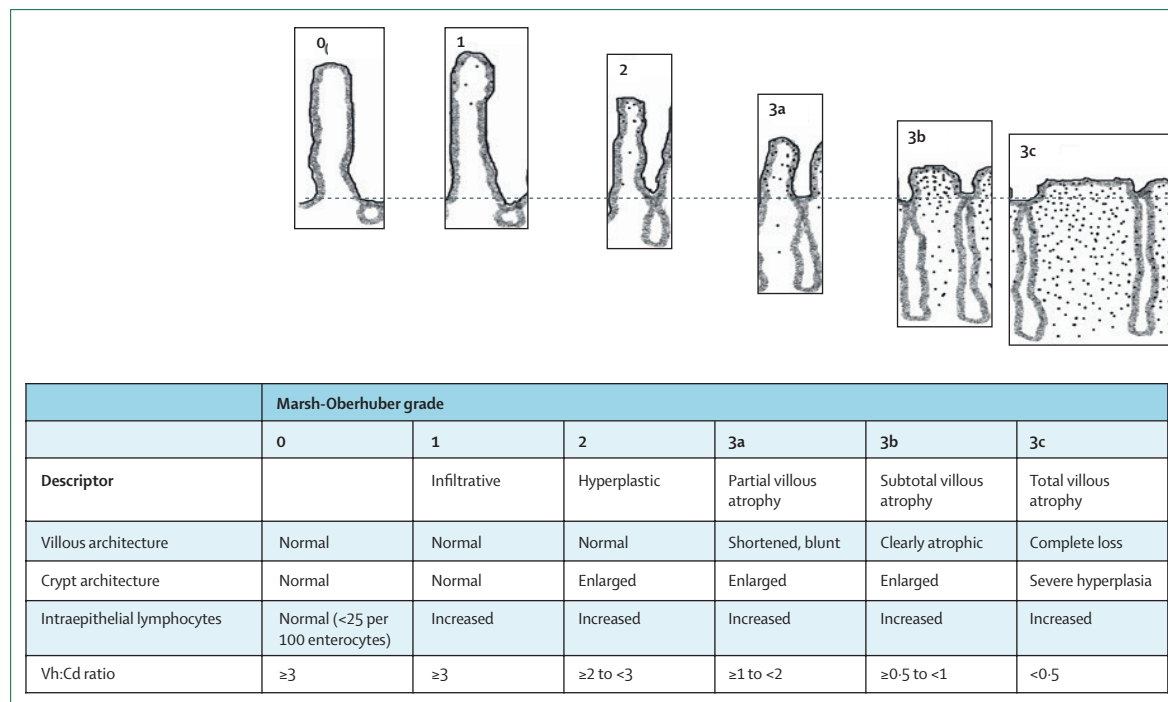 0
1
2
3a
3b
3c
Marsh-Oberhuber grade
0 1 2 3a 3b 3c
Descriptor Infiltrative Hyperplastic Partial villous atrophy Subtotal villous atrophy Total villous atrophy
Villous architecture Normal Normal Normal Shortened, blunt Clearly atrophic Complete loss
Crypt architecture Normal Normal Enlarged Enlarged Enlarged Severe hyperplasia
Intraepithelial lymphocytes Normal (<25 per 100 enterocytes) Increased Increased Increased Increased Increased
Vh:Cd ratio ≥3 ≥3 ≥2 to <3 ≥1 to <2 ≥0·5 to <1 <0·5